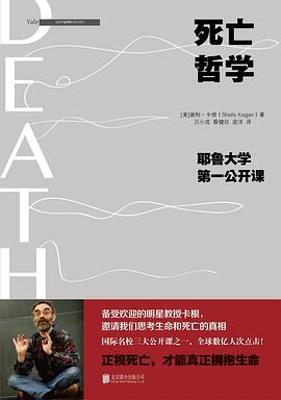 Yale
DEATH
死亡
哲学
[美]谢利·卡根 (Shelly Kagan) 著
贝小戎 蔡健仪 庞洋 译
耶鲁大学
第一公开课
备受欢迎的明星教授卡根,
邀请我们思考生命和死亡的真相
国际名校三大公开课之一、全球数亿人次点击!
正视死亡,才能真正拥抱生命
北京联合出版公司